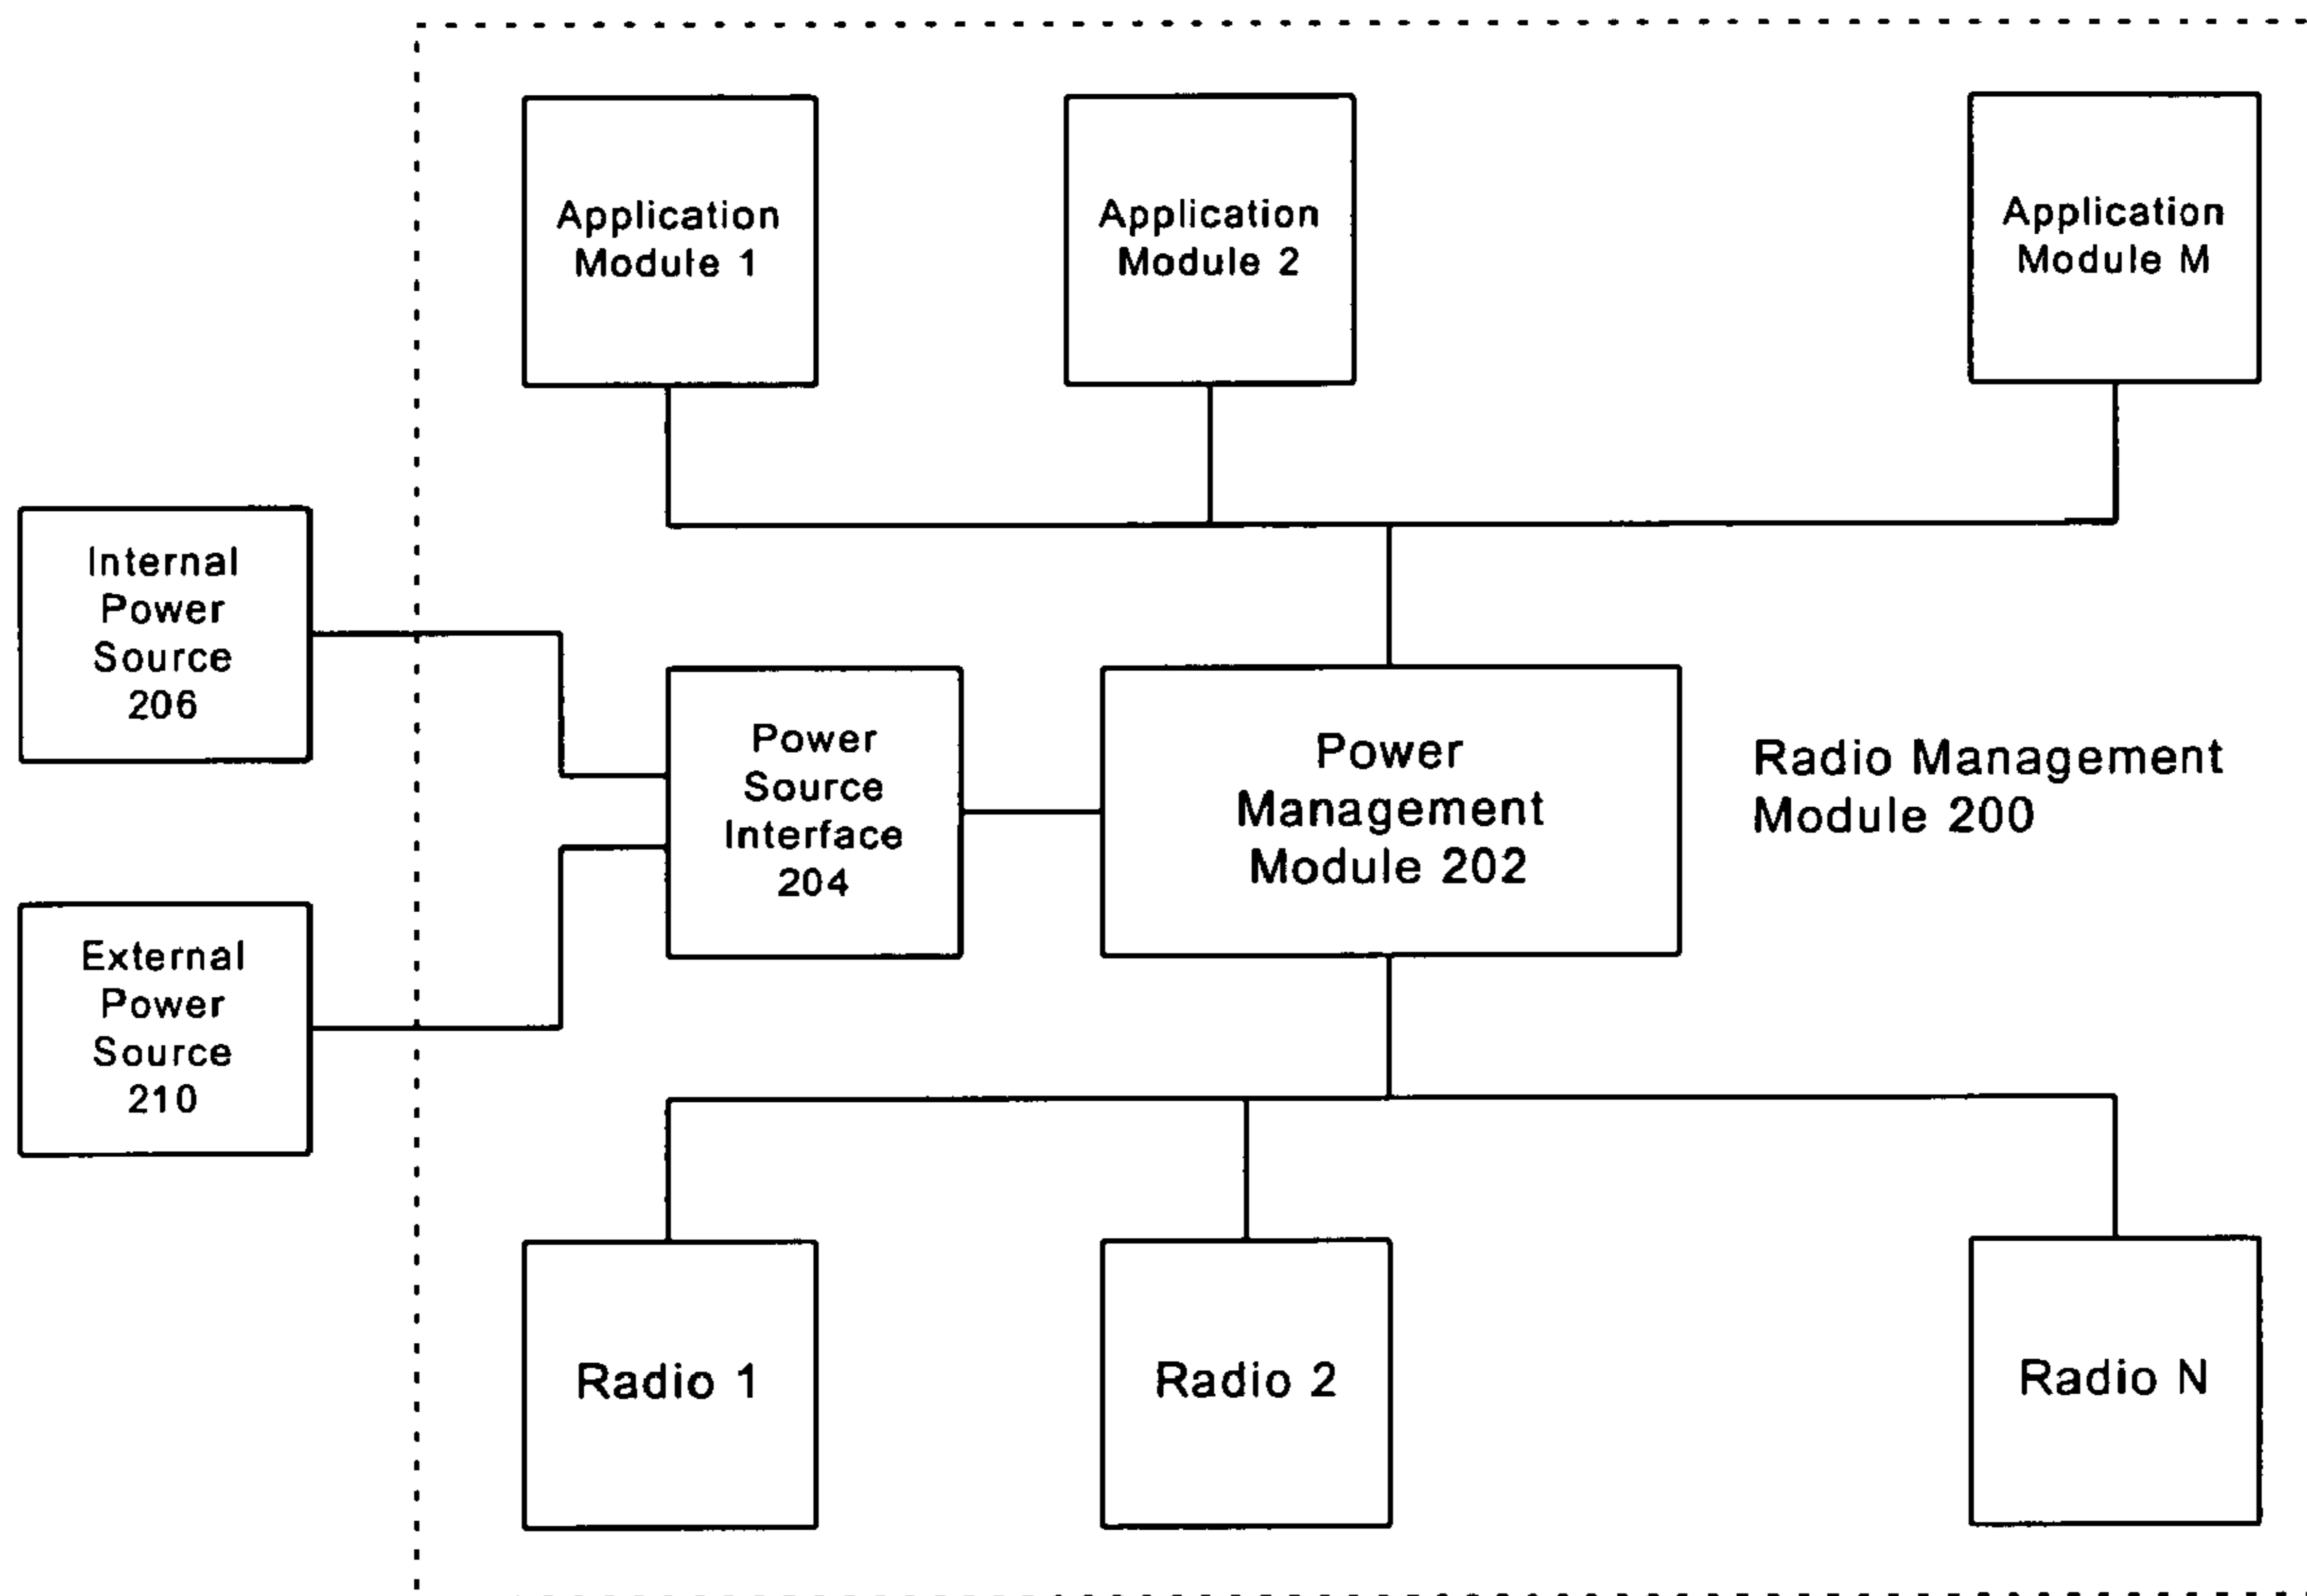 Application
Module 1
Application
Module 2
Application
Module M
Internal
Power
Source
206
Power
Source
Interface
204
Power
Management
Module 202
Radio Management
Module 200
External
Power
Source
210
Radio 1
Radio 2
Radio N